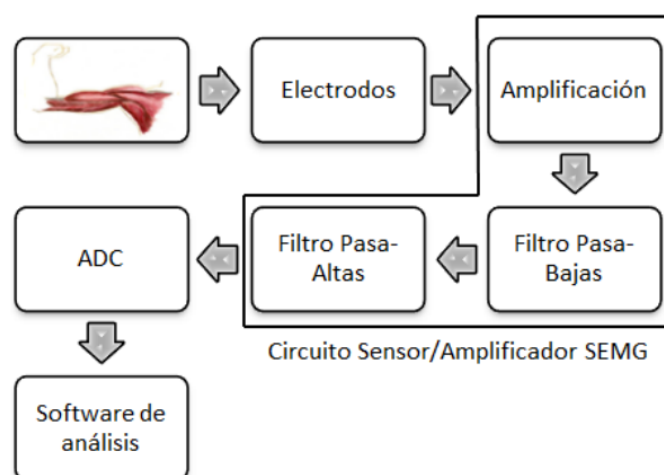 Electrodos
Amplificación
Filtro Pasa-
Bajas
Filtro Pasa-
Altas
ADC
Circuito Sensor/Amplificador SEMG
Software de
análisis